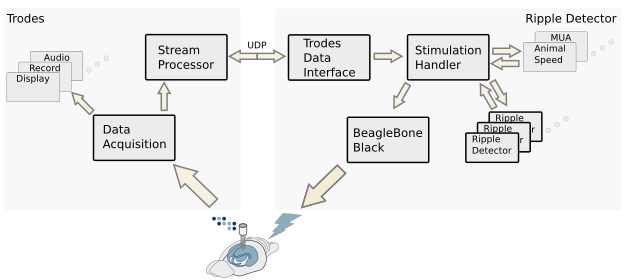 Trodes
Ripple Detector
Audio
Record
Display
Stream
Processor
UDP
Trodes
Data
Interface
Stimulation
Handler
MUA
Animal
Speed
Data
Acquisition
BeagleBone
Black
Ripple
Ripple
r
Ripple
r
Detector